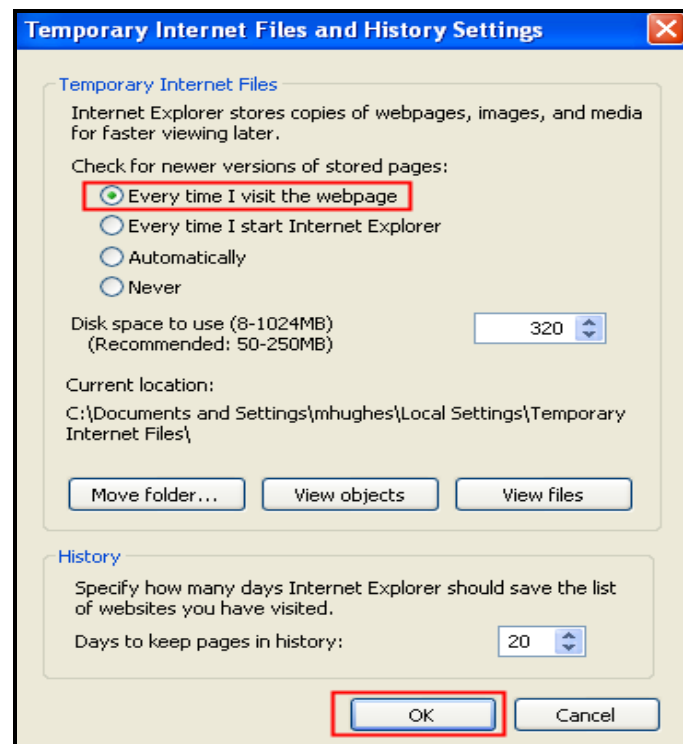 Temporary Internet Files and History Settings
Temporary Internet Files
Internet Explorer stores copies of webpages, images, and media
for faster viewing later.
Check for newer versions of stored pages:
Every time I visit the webpage
Every time I start Internet Explorer
Automatically
Never
Disk space to use (8-1024MB)
320
(Recommended: 50-250MB)
Current location:
C:\Documents and Settings\mhughes\Local Settings\Temporary
Internet Files\
Move folder... View objects View files
History
Specify how many days Internet Explorer should save the list
of websites you have visited.
Days to keep pages in history: 20
OK Cancel